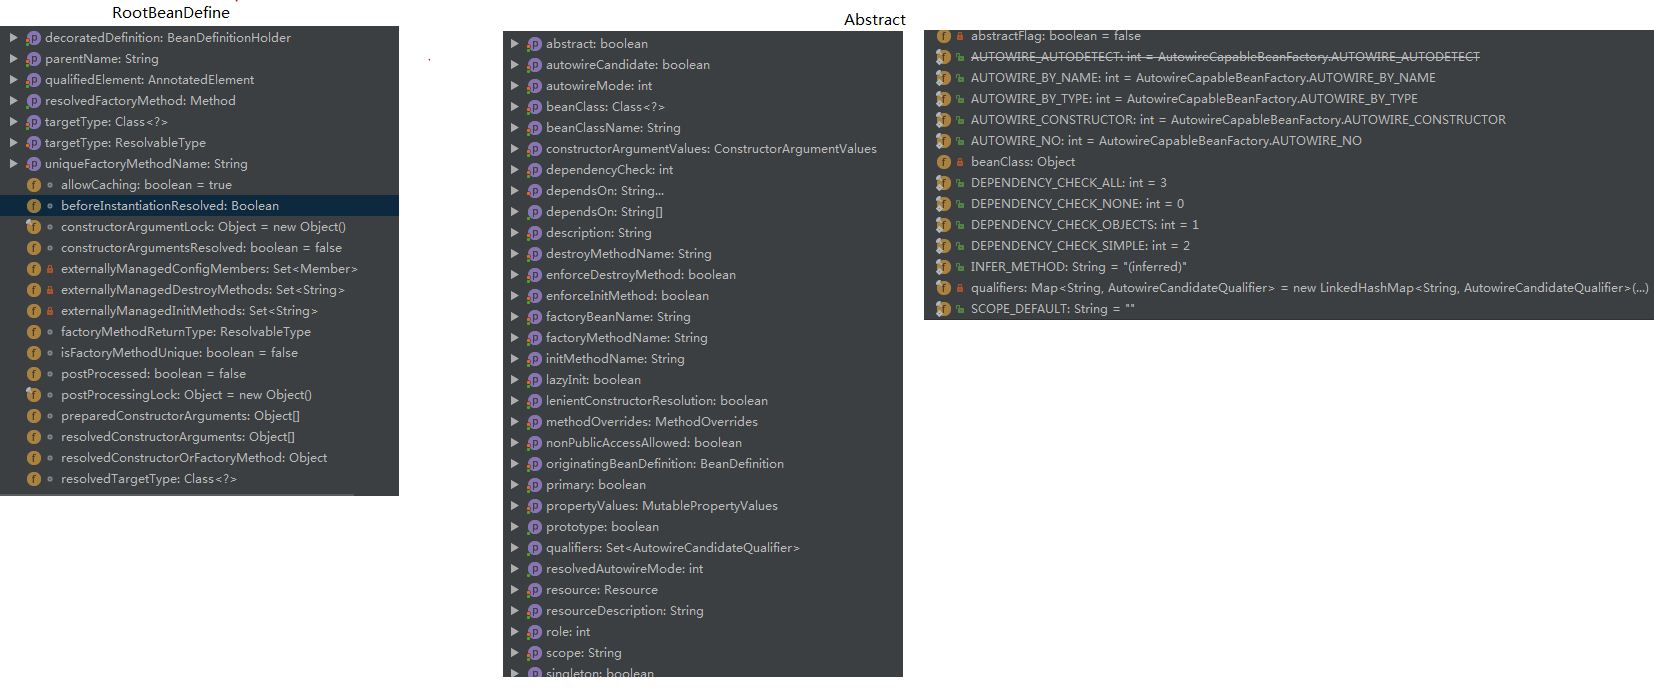 RootBeanDefine
decoratedDefinition: BeanDefinitionHolder
parentName: String
qualifiedElement: AnnotatedElement
resolvedFactoryMethod: Method
targetType: Class<?>
targetType: ResolvableType
uniqueFactoryMethodName: String
allowCaching: boolean = true
beforeInstantiationResolved: Boolean
constructorArgumentLock: Object = new Object()
constructorArgumentsResolved: boolean = false
externallyManagedConfigMembers: Set<Member>
externallyManagedDestroyMethods: Set<String>
externallyManagedInitMethods: Set<String>
factoryMethodReturnType: ResolvableType
isFactoryMethodUnique: boolean = false
postProcessed: boolean = false
postProcessingLock: Object = new Object()
preparedConstructorArguments: Object[]
resolvedConstructorArguments: Object[]
resolvedConstructorOrFactoryMethod: Object
resolvedTargetType: Class<?>
Abstract
abstract: boolean
autowireCandidate: boolean
autowireMode: int
beanClass: Class<?>
beanClassName: String
constructorArgumentValues: ConstructorArgumentValues
dependencyCheck: int
dependsOn: String...
dependsOn: String[]
description: String
destroyMethodName: String
enforceDestroyMethod: boolean
enforceInitMethod: boolean
factoryBeanName: String
factoryMethodName: String
initMethodName: String
lazyInit: boolean
lenientConstructorResolution: boolean
methodOverrides: MethodOverrides
nonPublicAccessAllowed: boolean
originatingBeanDefinition: BeanDefinition
primary: boolean
propertyValues: MutablePropertyValues
prototype: boolean
qualifiers: Set<AutowireCandidateQualifier>
resolvedAutowireMode: int
resource: Resource
resourceDescription: String
role: int
scope: String
singleton: boolean
abstractFlag: boolean = false
AUTOWIRE_AUTODETECT: int = AutowireCapableBeanFactory.AUTOWIRE_AUTODETECT
AUTOWIRE_BY_NAME: int = AutowireCapableBeanFactory.AUTOWIRE_BY_NAME
AUTOWIRE_BY_TYPE: int = AutowireCapableBeanFactory.AUTOWIRE_BY_TYPE
AUTOWIRE_CONSTRUCTOR: int = AutowireCapableBeanFactory.AUTOWIRE_CONSTRUCTOR
AUTOWIRE_NO: int = AutowireCapableBeanFactory.AUTOWIRE_NO
beanClass: Object
DEPENDENCY_CHECK_ALL: int = 3
DEPENDENCY_CHECK_NONE: int = 0
DEPENDENCY_CHECK_OBJECTS: int = 1
DEPENDENCY_CHECK_SIMPLE: int = 2
INFER_METHOD: String = "(inferred)"
qualifiers: Map<String, AutowireCandidateQualifier> = new LinkedHashMap<String, AutowireCandidateQualifier>(...)
SCOPE_DEFAULT: String = ""